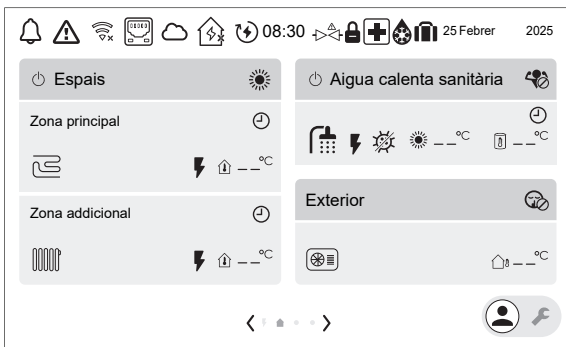 08:30 25 Febrer 2025
Espais
Zona principal
_ _°C
Zona addicional
_ _°C
Aigua calenta sanitària
_ _°C _ _°C
Exterior
_ _°C